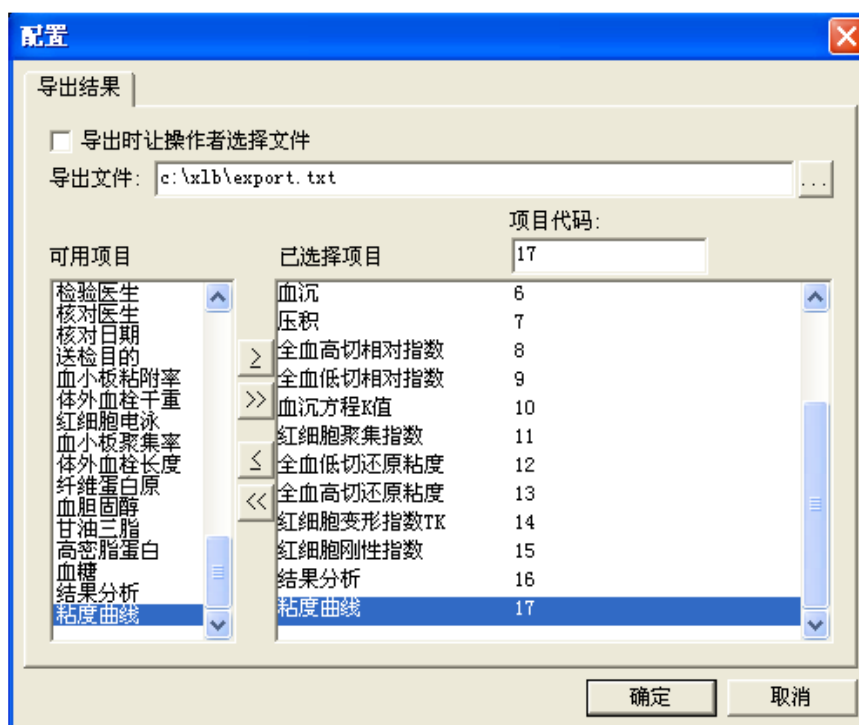 配置
导出结果
导出时让操作者选择文件
导出文件: c:\xlb\export.txt ...
项目代码:
17
可用项目
检验医生
核对医生
核对日期
送检目的
血小板粘附率
体外血栓干重
红细胞电泳
血小板聚集率
体外血栓长度
纤维蛋白原
血胆固醇
甘油三脂
高密脂蛋白
血糖
结果分析
粘度曲线
≥
>>
≤
<<
已选择项目
血沉 6
压积 7
全血高切相对指数 8
全血低切相对指数 9
血沉方程K值 10
红细胞聚集指数 11
全血低切还原粘度 12
全血高切还原粘度 13
红细胞变形指数TK 14
红细胞刚性指数 15
结果分析 16
粘度曲线 17
确定 取消